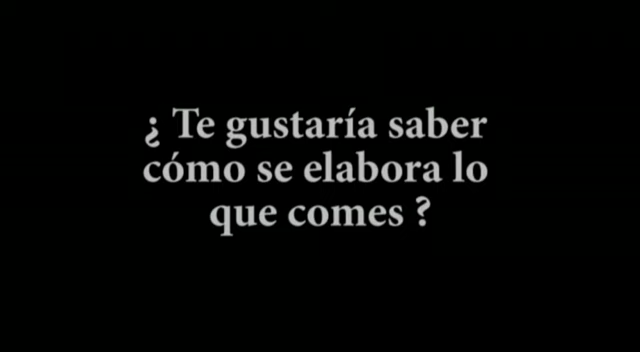 ¿ Te gustaría saber
cómo se elabora lo
que comes ?